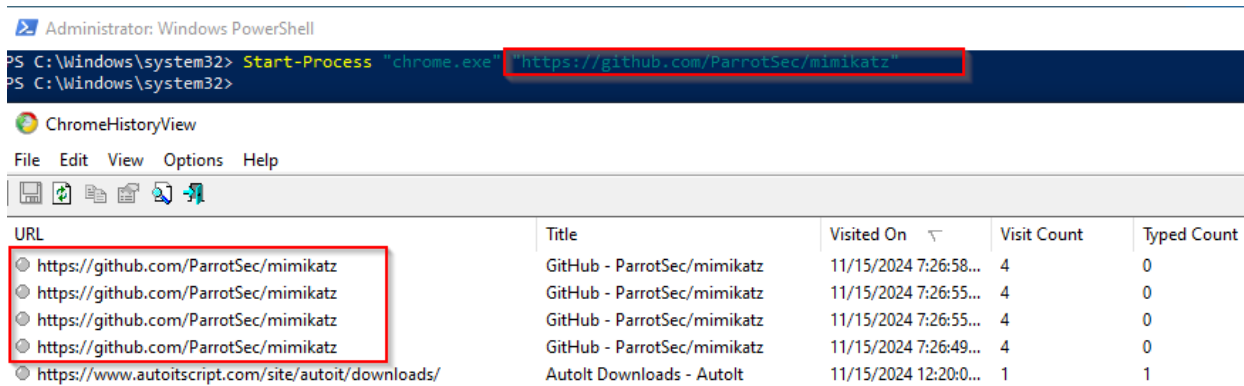 Administrator: Windows PowerShell
PS C:\Windows\system32> Start-Process "chrome.exe" "https://github.com/ParrotSec/mimikatz"
PS C:\Windows\system32>
ChromeHistoryView
File Edit View Options Help
URL Title Visited On Visit Count Typed Count
https://github.com/ParrotSec/mimikatz GitHub - ParrotSec/mimikatz 11/15/2024 7:26:58... 4 0
https://github.com/ParrotSec/mimikatz GitHub - ParrotSec/mimikatz 11/15/2024 7:26:55... 4 0
https://github.com/ParrotSec/mimikatz GitHub - ParrotSec/mimikatz 11/15/2024 7:26:55... 4 0
https://github.com/ParrotSec/mimikatz GitHub - ParrotSec/mimikatz 11/15/2024 7:26:49... 4 0
https://www.autoitscript.com/site/autoit/downloads/ AutoIt Downloads - AutoIt 11/15/2024 12:20:0... 1 1